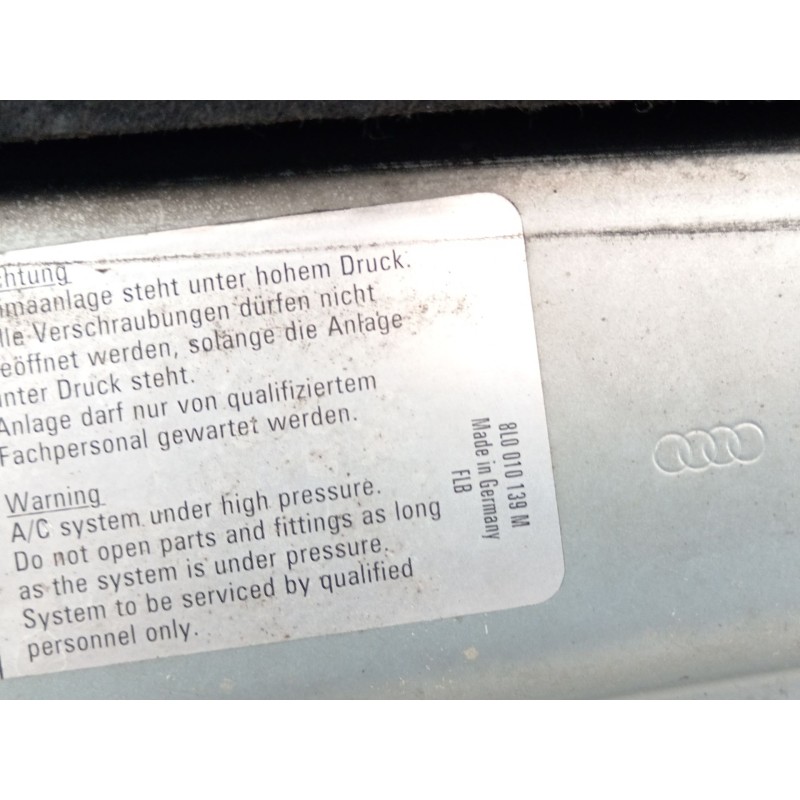 chtung
maanlage steht unter hohem Druck.
lle Verschraubungen dürfen nicht
eöffnet werden, solange die Anlage
nter Druck steht.
Anlage darf nur von qualifiziertem
Fachpersonal gewartet werden.
Warning
A/C system under high pressure.
Do not open parts and fittings as long
as the system is under pressure.
System to be serviced by qualified
personnel only.
8L0 010 139 M
Made in Germany
FLB